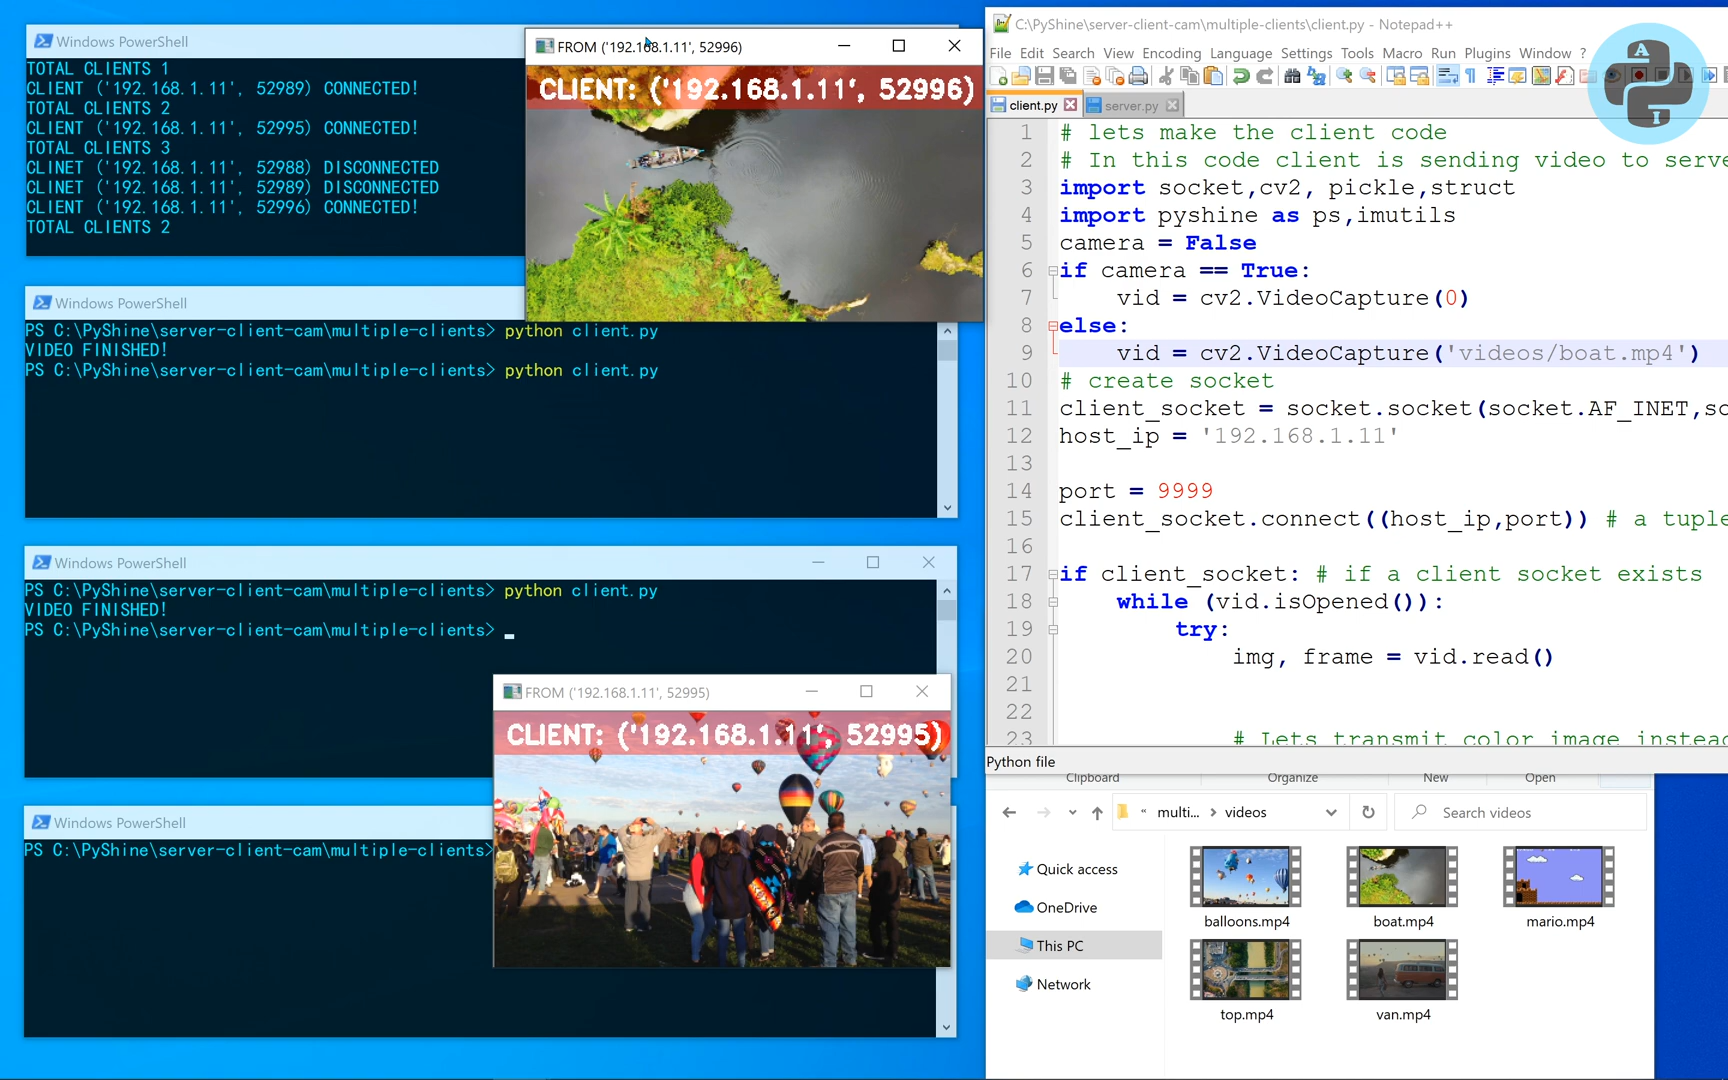 Windows PowerShell
TOTAL CLIENTS 1
CLIENT ('192.168.1.11', 52989) CONNECTED!
TOTAL CLIENTS 2
CLIENT ('192.168.1.11', 52995) CONNECTED!
TOTAL CLIENTS 3
CLINET ('192.168.1.11', 52988) DISCONNECTED
CLINET ('192.168.1.11', 52989) DISCONNECTED
CLIENT ('192.168.1.11', 52996) CONNECTED!
TOTAL CLIENTS 2
FROM ('192.168.1.11', 52996)
CLIENT: ('192.168.1.11', 52996)
Windows PowerShell
PS C:\PyShine\server-client-cam\multiple-clients> python client.py
VIDEO FINISHED!
PS C:\PyShine\server-client-cam\multiple-clients> python client.py
Windows PowerShell
PS C:\PyShine\server-client-cam\multiple-clients> python client.py
VIDEO FINISHED!
PS C:\PyShine\server-client-cam\multiple-clients>
FROM ('192.168.1.11', 52995)
CLIENT: ('192.168.1.11', 52995)
Windows PowerShell
PS C:\PyShine\server-client-cam\multiple-clients>
C:\PyShine\server-client-cam\multiple-clients\client.py - Notepad++
File Edit Search View Encoding Language Settings Tools Macro Run Plugins Window ?
A
I
client.py server.py
1 # lets make the client code
2 # In this code client is sending video to serve
3 import socket,cv2, pickle,struct
4 import pyshine as ps,imutils
5 camera = False
6 if camera == True:
7 vid = cv2.VideoCapture(0)
8 else:
9 vid = cv2.VideoCapture('videos/boat.mp4')
10 # create socket
11 client_socket = socket.socket(socket.AF_INET,so
12 host_ip = '192.168.1.11'
13
14 port = 9999
15 client_socket.connect((host_ip,port)) # a tuple
16
17 if client_socket: # if a client socket exists
18 while (vid.isOpened()):
19 try:
20 img, frame = vid.read()
21
22
23 # Lets transmit color image instead
Python file
Clipboard Organize New Open
« multi... > videos
Search videos
Quick access
OneDrive
This PC
Network
balloons.mp4 boat.mp4 mario.mp4
top.mp4 van.mp4